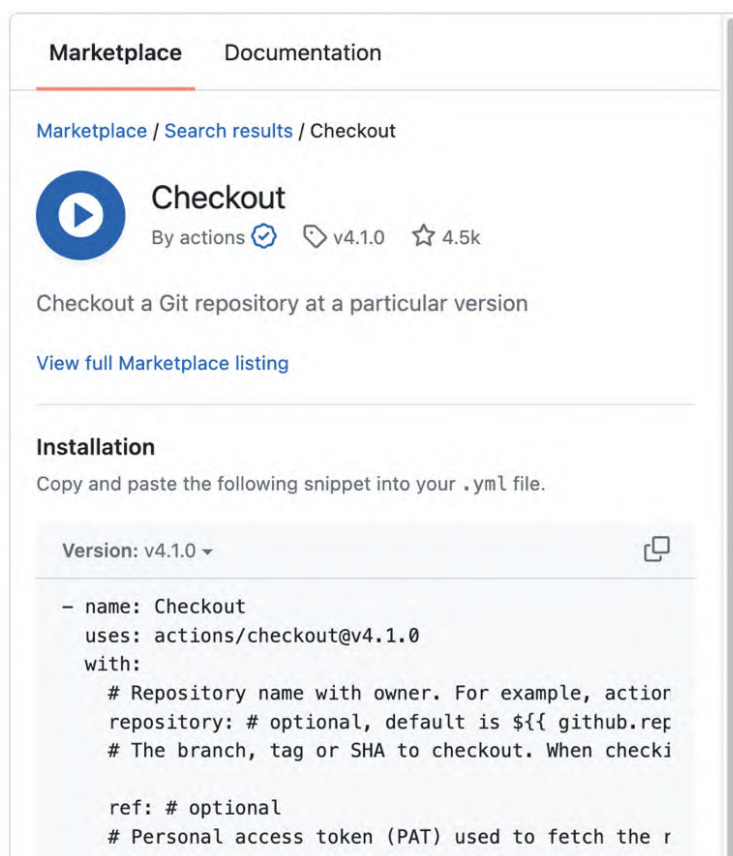 Marketplace Documentation
Marketplace / Search results / Checkout
Checkout
By actions v4.1.0 4.5k
Checkout a Git repository at a particular version
View full Marketplace listing
Installation
Copy and paste the following snippet into your .yml file.
Version: v4.1.0
- name: Checkout
  uses: actions/checkout@v4.1.0
  with:
    # Repository name with owner. For example, action
    repository: # optional, default is ${{ github.rep
    # The branch, tag or SHA to checkout. When checki
    ref: # optional
    # Personal access token (PAT) used to fetch the r